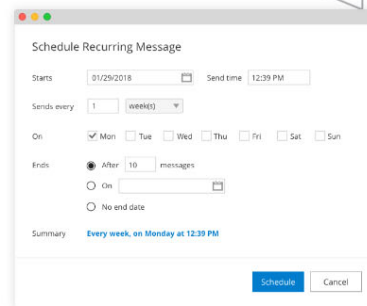 Schedule Recurring Message
Starts 01/29/2018 Send time 12:39 PM
Sends every 1 week(s)
On Mon Tue Wed Thu Fri Sat Sun
Ends After 10 messages
On
No end date
Summary Every week, on Monday at 12:39 PM
Schedule Cancel